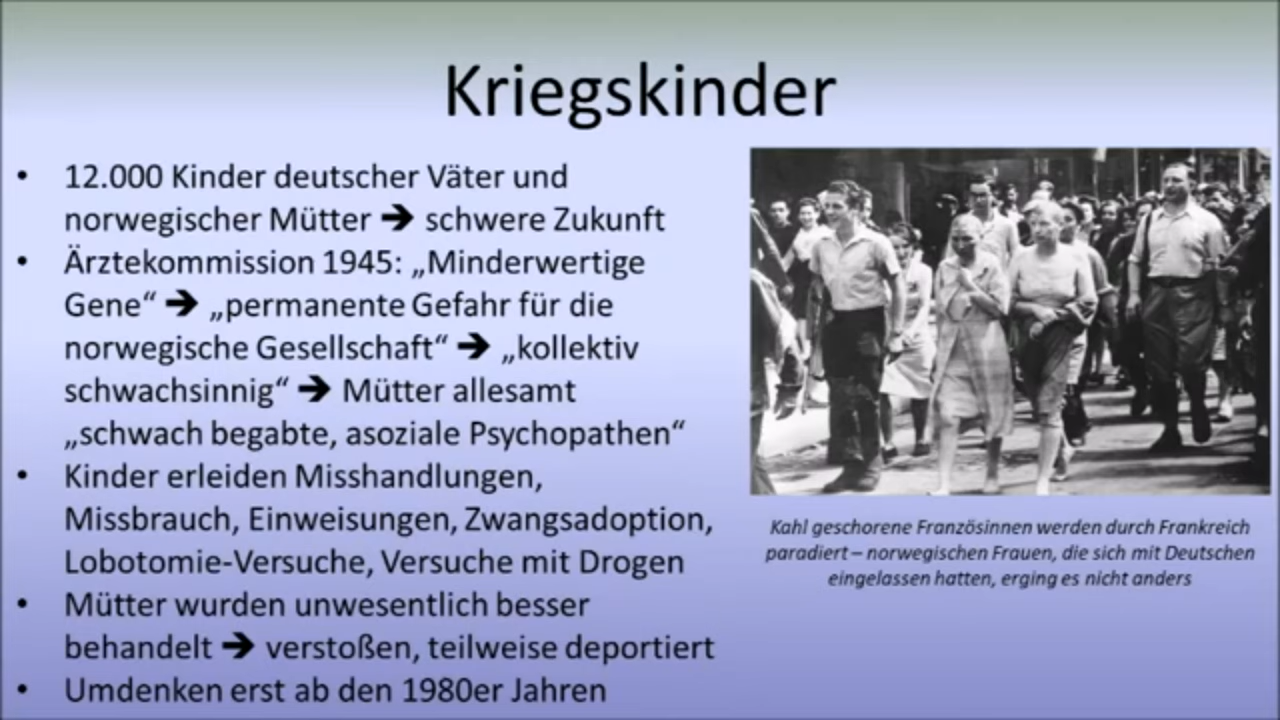 Kriegskinder
• 12.000 Kinder deutscher Väter und
norwegischer Mütter ➔ schwere Zukunft
• Ärztekommission 1945: „Minderwertige
Gene“ ➔ „permanente Gefahr für die
norwegische Gesellschaft“ ➔ „kollektiv
schwachsinnig“ ➔ Mütter allesamt
„schwach begabte, asoziale Psychopathen“
• Kinder erleiden Misshandlungen,
Missbrauch, Einweisungen, Zwangsadoption,
Lobotomie-Versuche, Versuche mit Drogen
• Mütter wurden unwesentlich besser
behandelt ➔ verstoßen, teilweise deportiert
• Umdenken erst ab den 1980er Jahren
Kahl geschorene Französinnen werden durch Frankreich
paradiert – norwegischen Frauen, die sich mit Deutschen
eingelassen hatten, erging es nicht anders